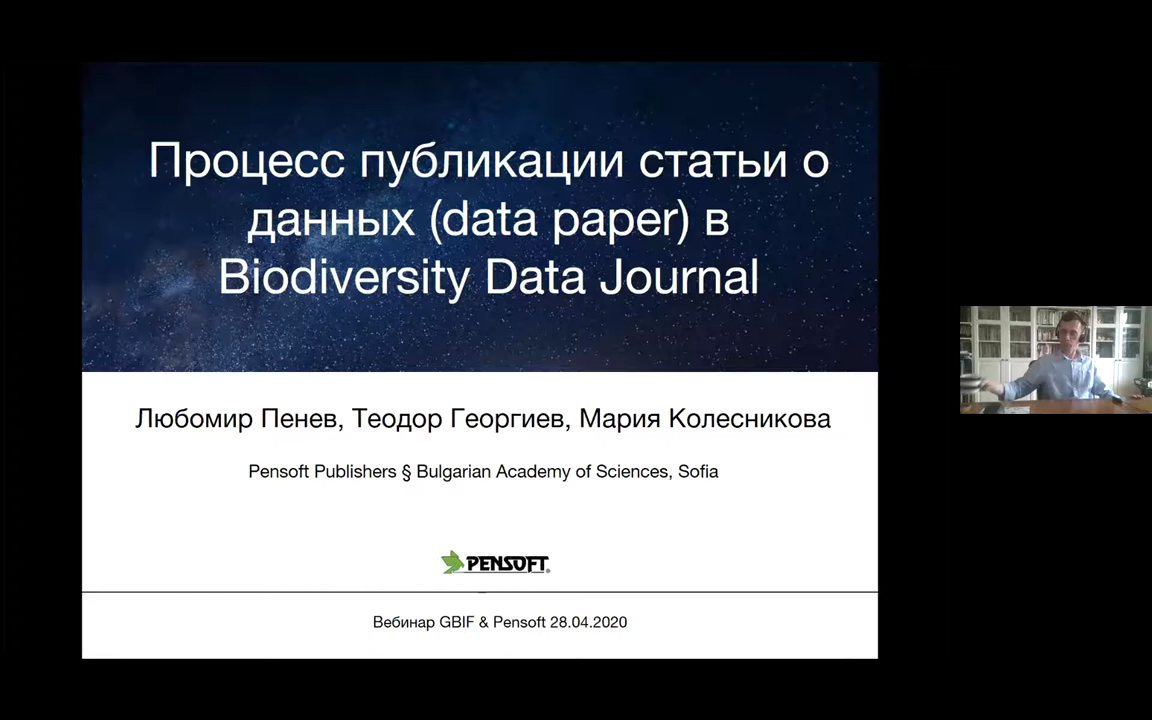 Процесс публикации статьи о
данных (data paper) в
Biodiversity Data Journal
Любомир Пенев, Теодор Георгиев, Мария Колесникова
Pensoft Publishers § Bulgarian Academy of Sciences, Sofia
PENSOFT®
Вебинар GBIF & Pensoft 28.04.2020